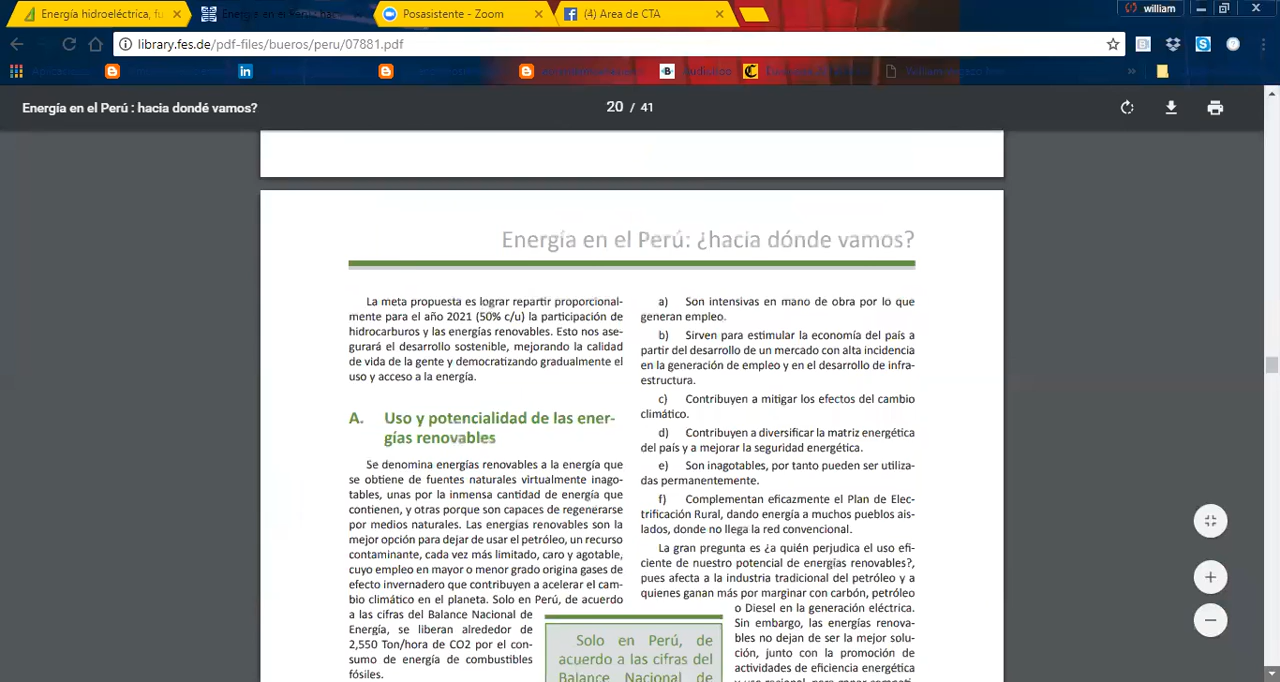 Energía hidroeléctrica, fu
Energía en el Perú: hac
Posasistente - Zoom
(4) Area de CTA
william
library.fes.de/pdf-files/bueros/peru/07881.pdf
Energía en el Perú : hacia dondé vamos?
20 / 41
Energía en el Perú: ¿hacia dónde vamos?
La meta propuesta es lograr repartir proporcional-
mente para el año 2021 (50% c/u) la participación de
hidrocarburos y las energías renovables. Esto nos ase-
gurará el desarrollo sostenible, mejorando la calidad
de vida de la gente y democratizando gradualmente el
uso y acceso a la energía.
A. Uso y potencialidad de las ener-
gías renovables
Se denomina energías renovables a la energía que
se obtiene de fuentes naturales virtualmente inago-
tables, unas por la inmensa cantidad de energía que
contienen, y otras porque son capaces de regenerarse
por medios naturales. Las energías renovables son la
mejor opción para dejar de usar el petróleo, un recurso
contaminante, cada vez más limitado, caro y agotable,
cuyo empleo en mayor o menor grado origina gases de
efecto invernadero que contribuyen a acelerar el cam-
bio climático en el planeta. Solo en Perú, de acuerdo
a las cifras del Balance Nacional de
Energía, se liberan alrededor de
2,550 Ton/hora de CO2 por el con-
sumo de energía de combustibles
fósiles.
Solo en Perú, de
acuerdo a las cifras del
Balance Nacional de
a) Son intensivas en mano de obra por lo que
generan empleo.
b) Sirven para estimular la economía del país a
partir del desarrollo de un mercado con alta incidencia
en la generación de empleo y en el desarrollo de infra-
estructura.
c) Contribuyen a mitigar los efectos del cambio
climático.
d) Contribuyen a diversificar la matriz energética
del país y a mejorar la seguridad energética.
e) Son inagotables, por tanto pueden ser utiliza-
das permanentemente.
f) Complementan eficazmente el Plan de Elec-
trificación Rural, dando energía a muchos pueblos ais-
lados, donde no llega la red convencional.
La gran pregunta es ¿a quién perjudica el uso efi-
ciente de nuestro potencial de energías renovables?,
pues afecta a la industria tradicional del petróleo y a
quienes ganan más por marginar con carbón, petróleo
o Diesel en la generación eléctrica.
Sin embargo, las energías renova-
bles no dejan de ser la mejor solu-
ción, junto con la promoción de
actividades de eficiencia energética